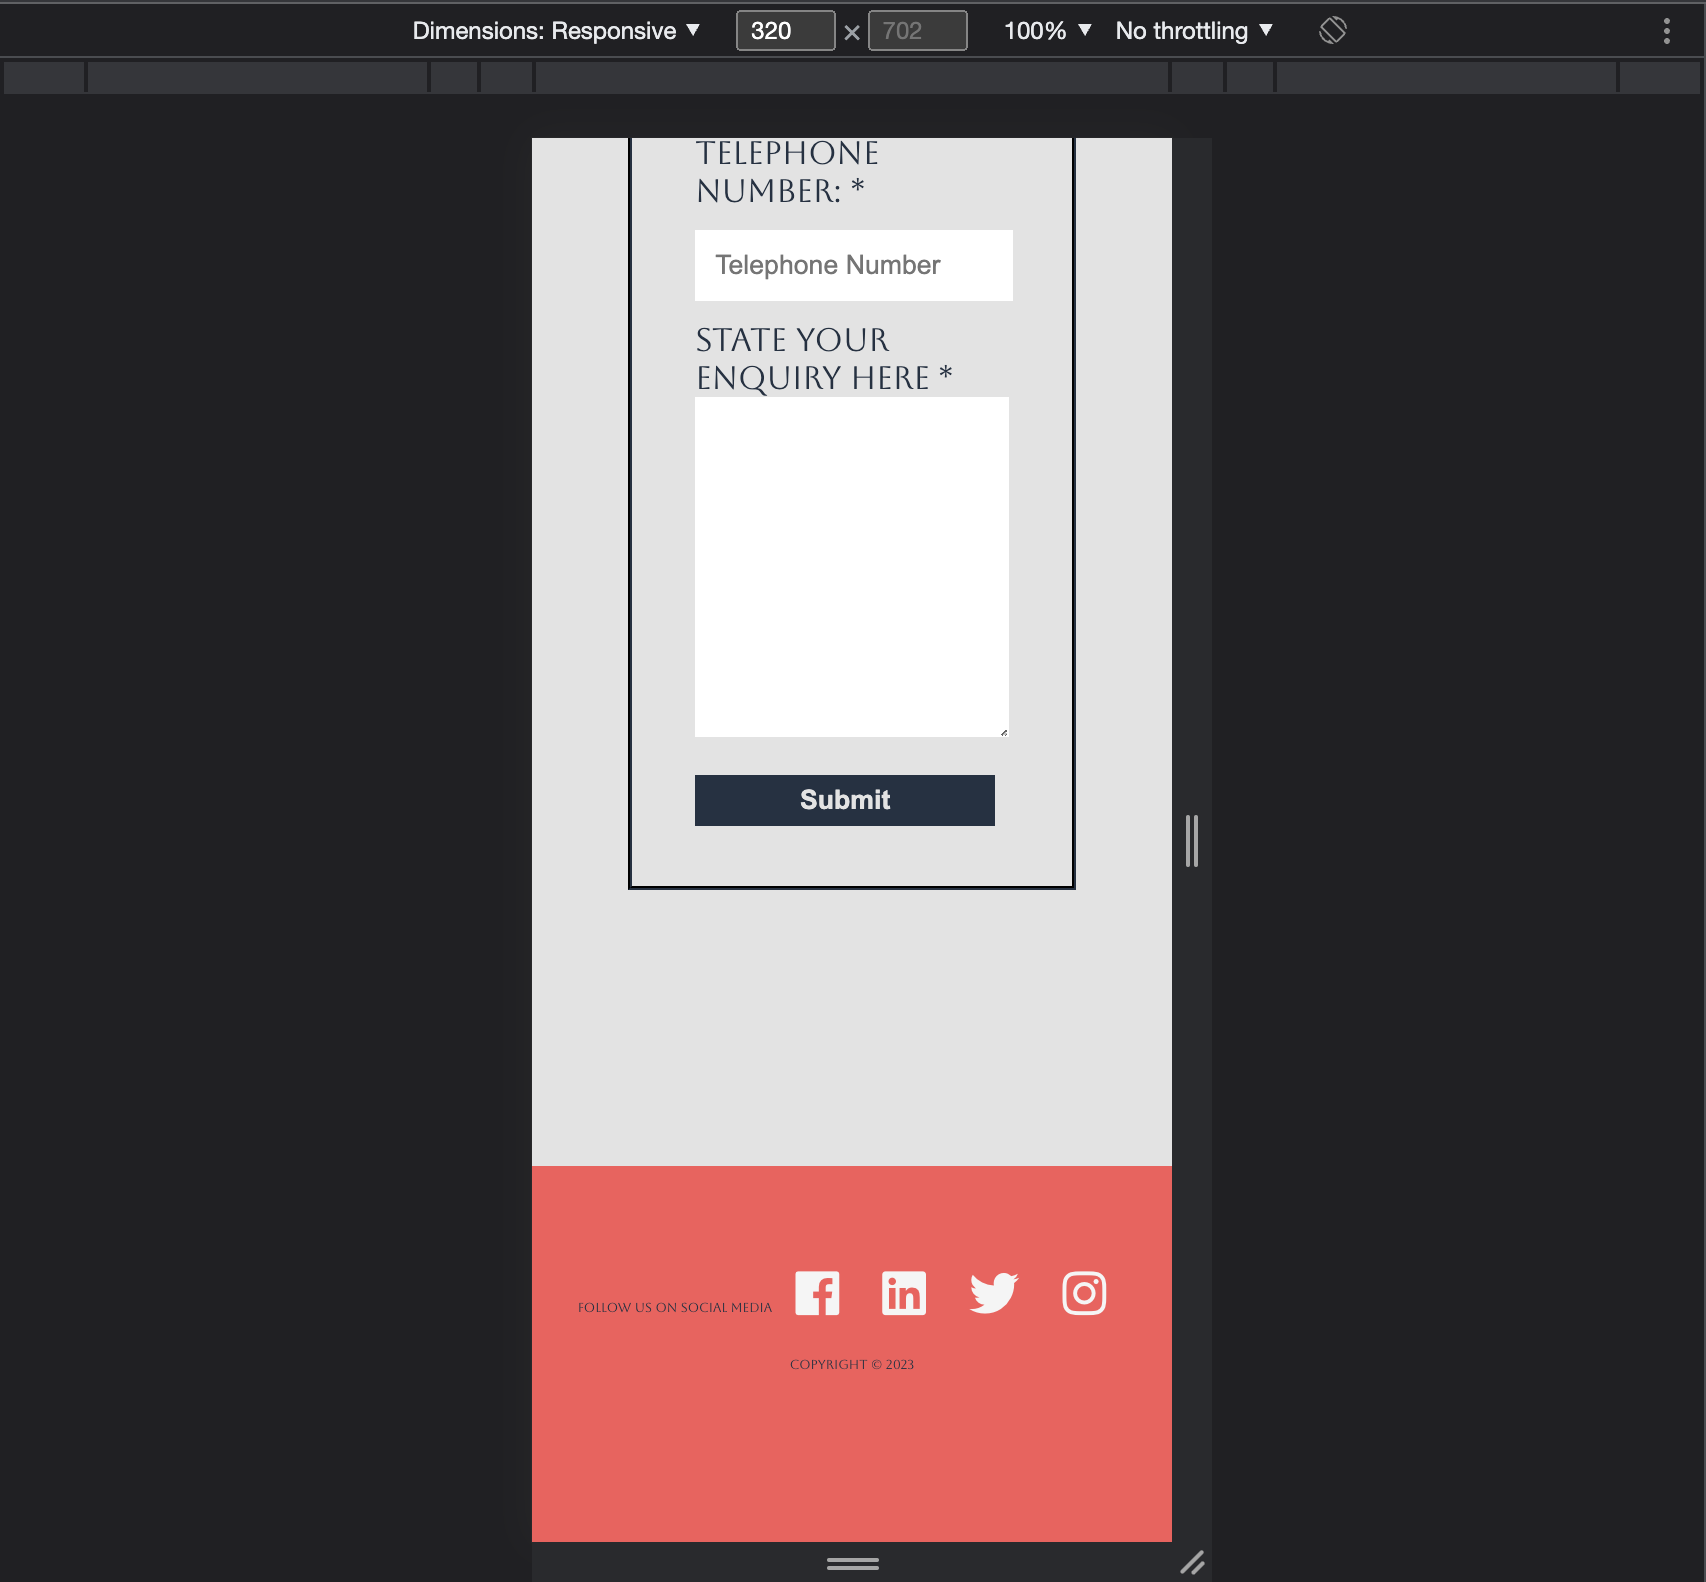 Dimensions: Responsive ▼ 320 × 702 100% ▼ No throttling ▼
TELEPHONE
NUMBER: *
Telephone Number
STATE YOUR
ENQUIRY HERE *
Submit
FOLLOW US ON SOCIAL MEDIA
COPYRIGHT © 2023